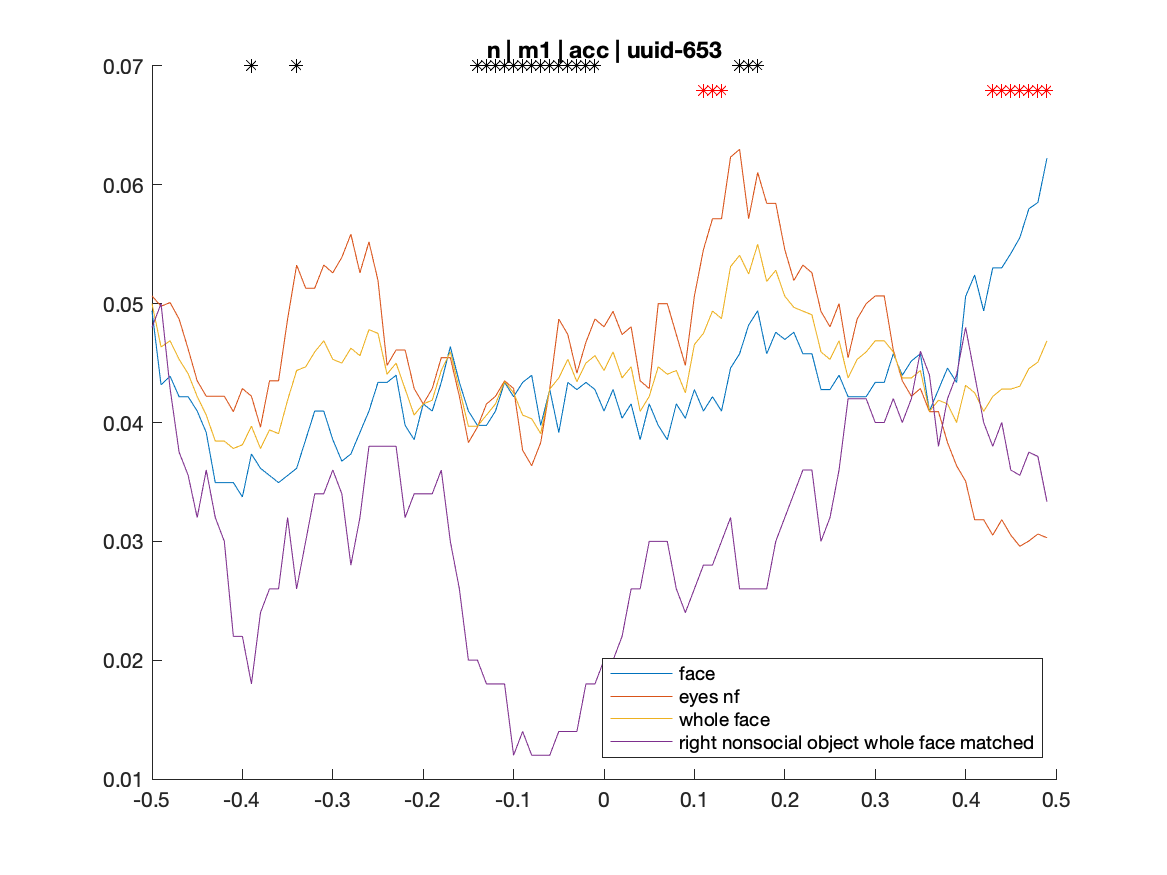 n | m1 | acc | uuid-653
0.07
0.06
0.05
0.04
0.03
0.02
0.01
face
eyes nf
whole face
right nonsocial object whole face matched
-0.5 -0.4 -0.3 -0.2 -0.1 0 0.1 0.2 0.3 0.4 0.5